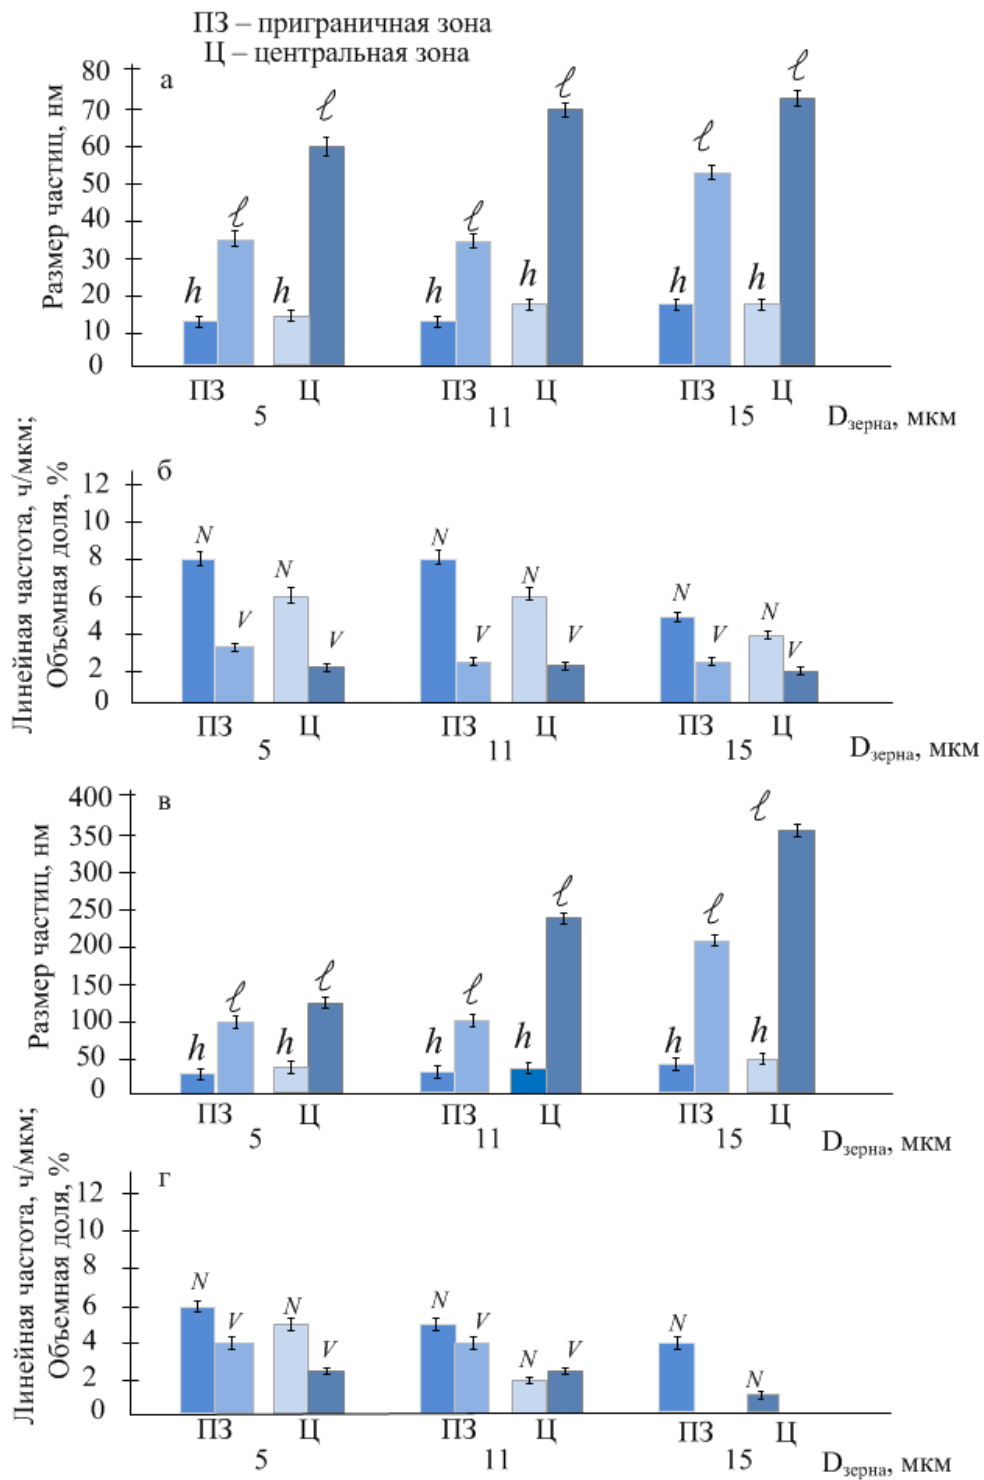 ПЗ – приграничная зона
Ц – центральная зона
а
Размер частиц, нм
80
70
60
50
40
30
20
10
0
h ℓ h ℓ h ℓ h ℓ h ℓ h ℓ
ПЗ Ц ПЗ Ц ПЗ Ц
5 11 15 Dзерна, мкм
б
Линейная частота, ч/мкм;
Объемная доля, %
12
10
8
6
4
2
0
N V N V N V N V N V N V
ПЗ Ц ПЗ Ц ПЗ Ц
5 11 15 Dзерна, мкм
в
Размер частиц, нм
400
350
300
250
200
150
100
50
0
h ℓ h ℓ h ℓ h ℓ h ℓ h ℓ
ПЗ Ц ПЗ Ц ПЗ Ц
5 11 15 Dзерна, мкм
г
Линейная частота, ч/мкм;
Объемная доля, %
12
10
8
6
4
2
0
N V N V N V N V N N
ПЗ Ц ПЗ Ц ПЗ Ц
5 11 15 Dзерна, мкм